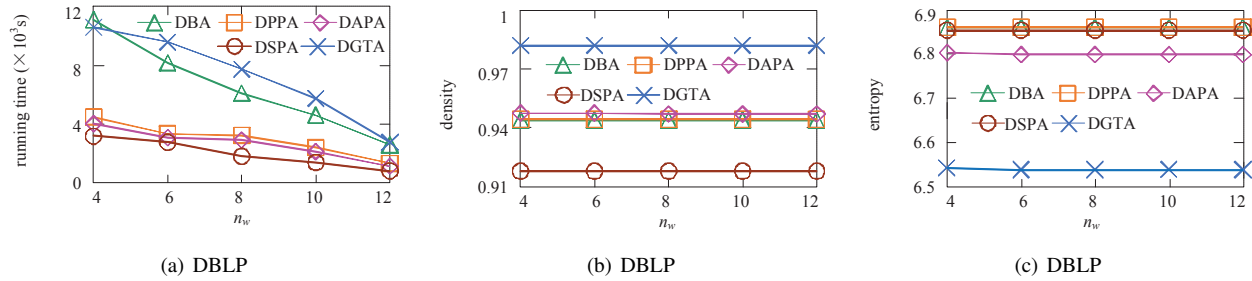 running time (×10³s)
12
8
4
0
DBA
DPPA
DAPA
DSPA
DGTA
4 6 8 10 12
n_w
(a) DBLP
density
1
0.97
0.94
0.91
DBA
DPPA
DAPA
DSPA
DGTA
4 6 8 10 12
n_w
(b) DBLP
entropy
6.9
6.8
6.7
6.6
6.5
DBA
DPPA
DAPA
DSPA
DGTA
4 6 8 10 12
n_w
(c) DBLP